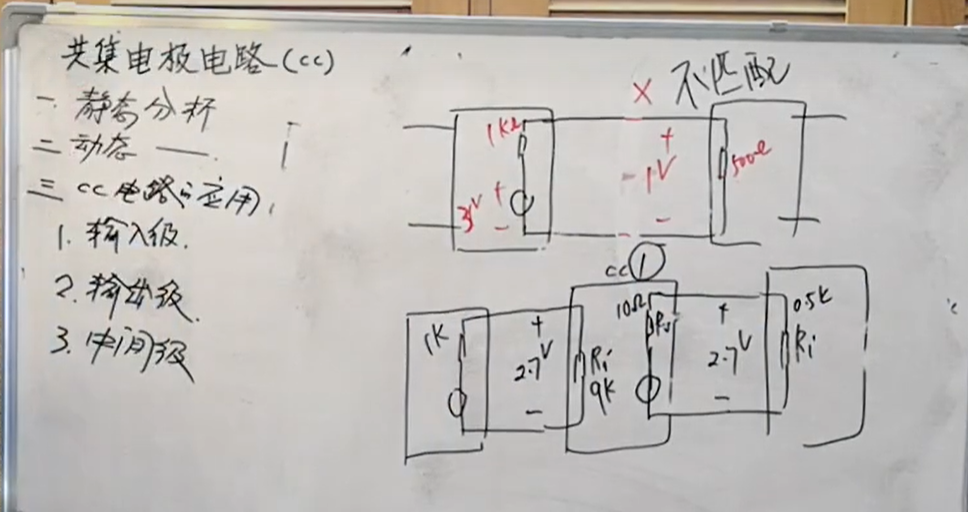 共集电极电路(cc)
一. 静态分析
二 动态 ——.
三 cc电路的应用.
1. 输入级.
2. 输出级.
3. 中间级
× 不匹配
1KΩ
+
3V
-
+
-1V
-
500Ω
cc ①
1K
+
2.7V
-
Ri
9K
10Ω
Ro
+
2.7V
-
0.5K
Ri